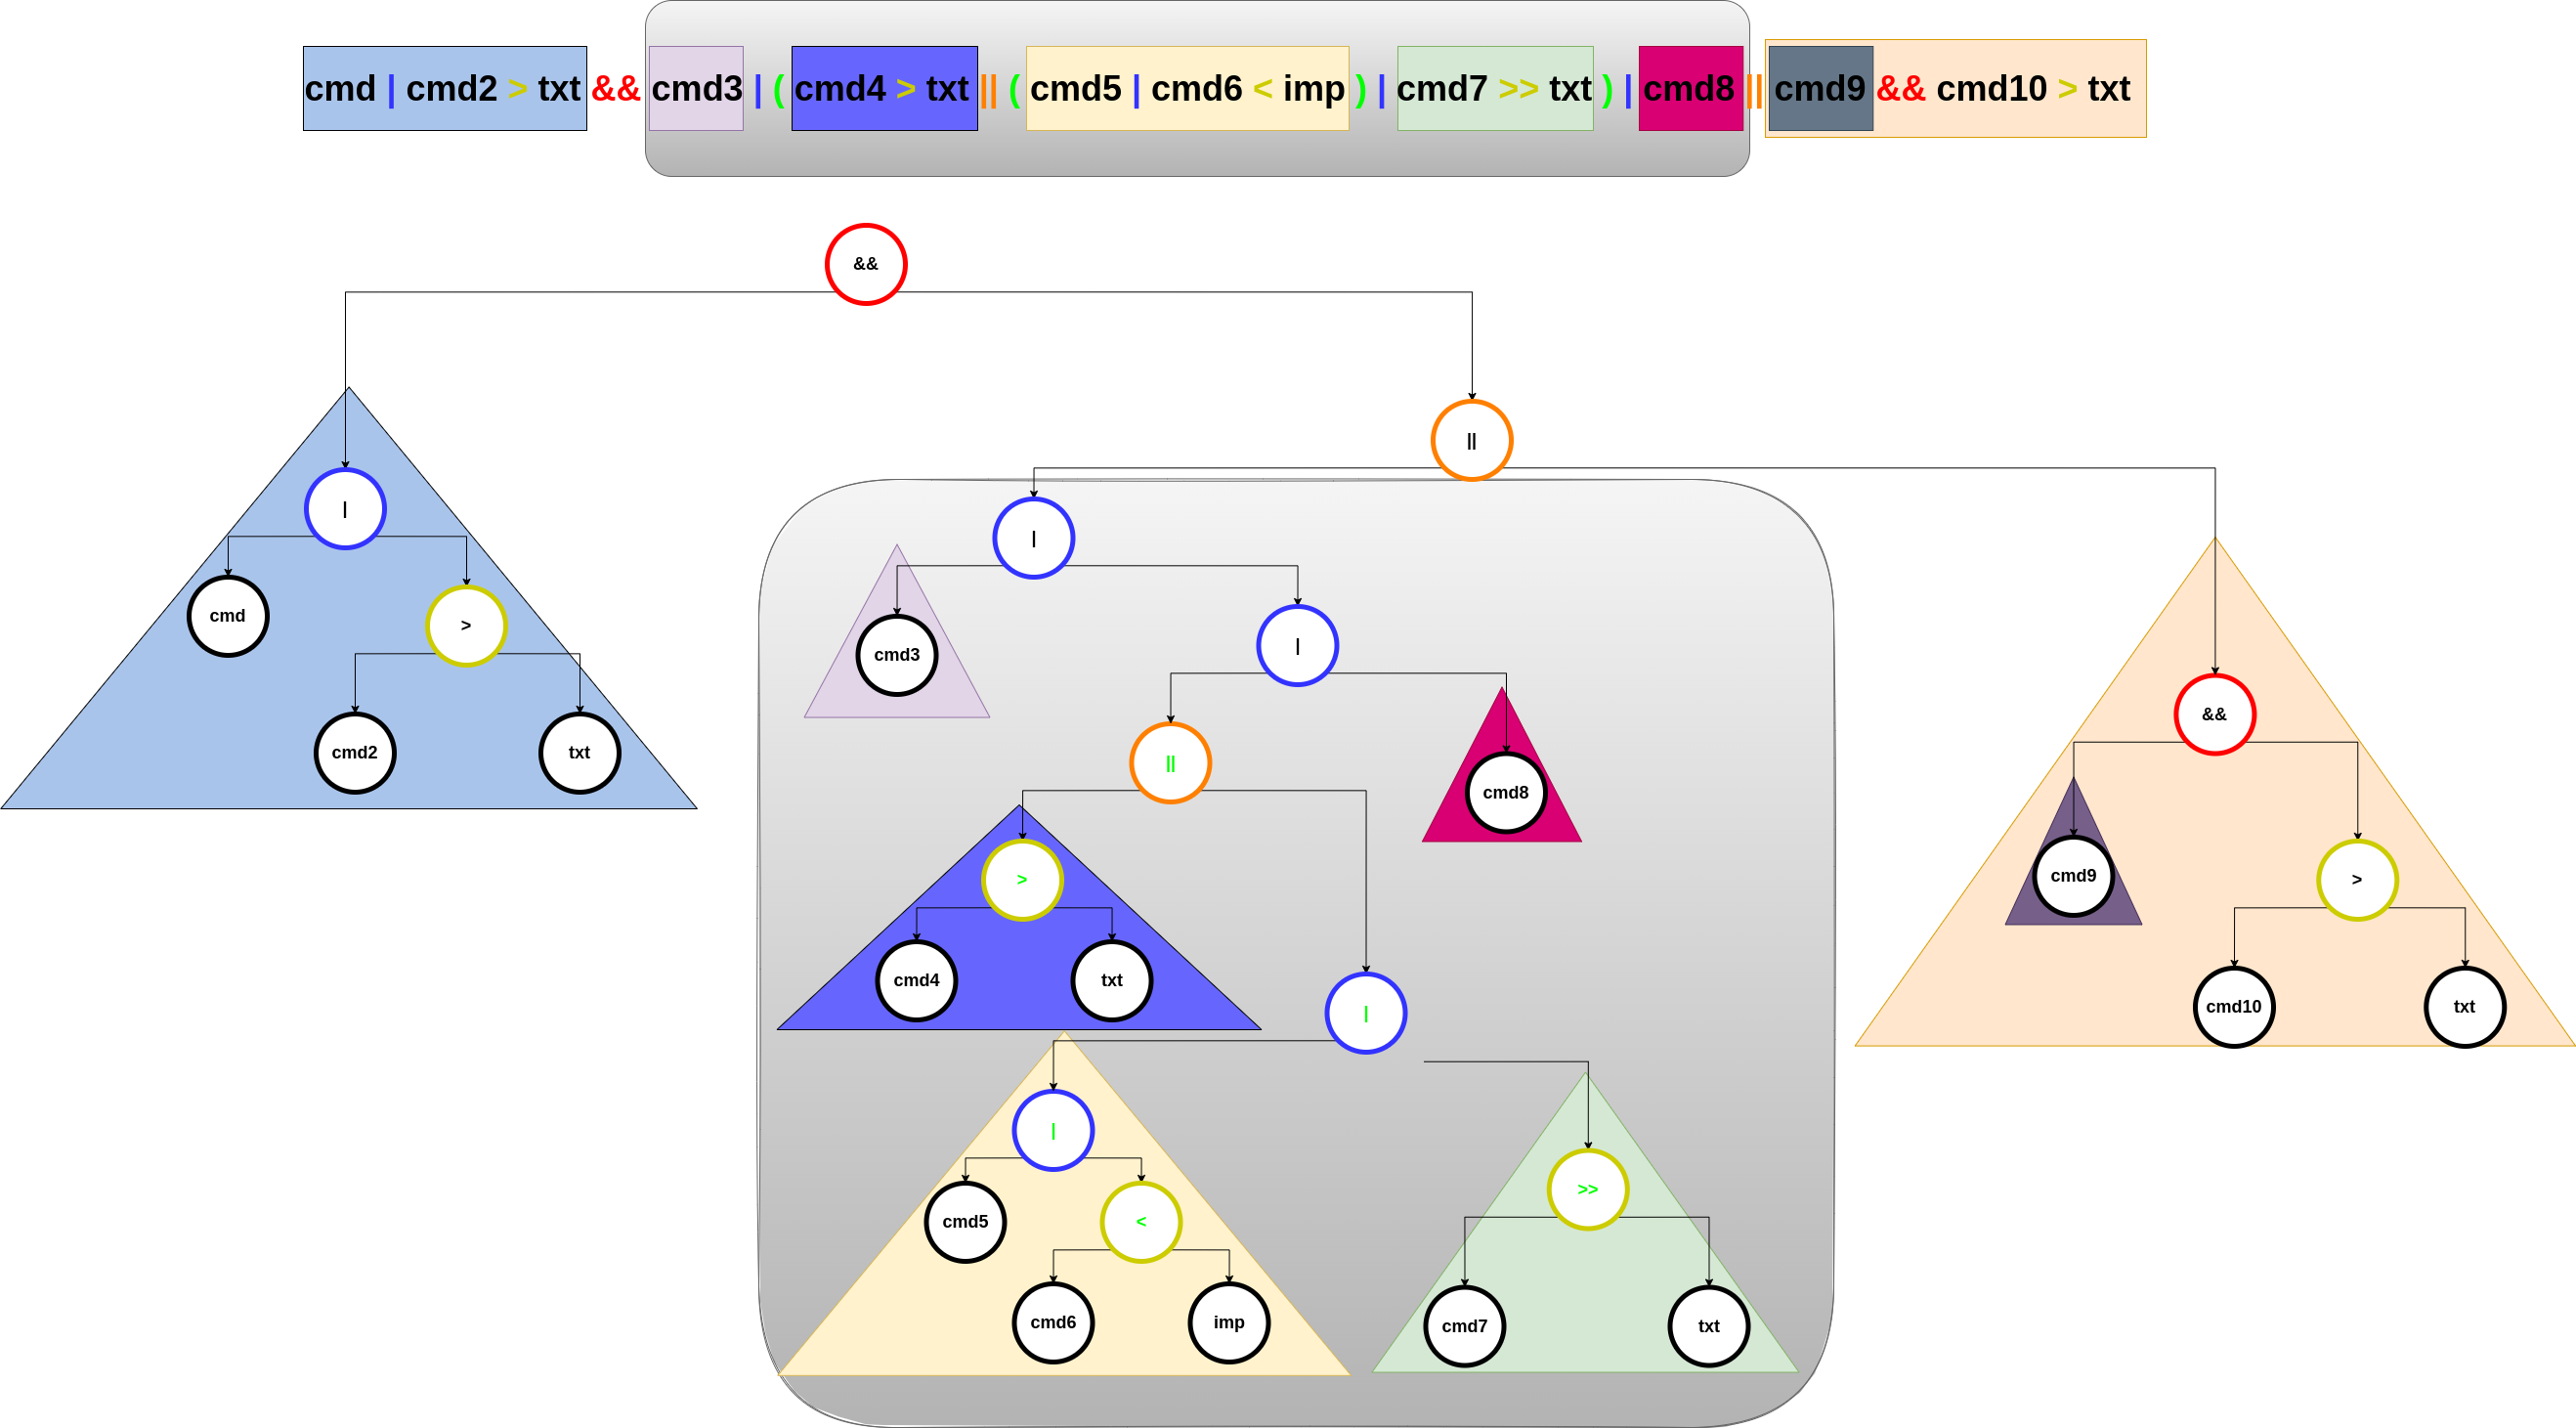 cmd | cmd2 > txt && cmd3 | ( cmd4 > txt || ( cmd5 | cmd6 < imp ) | cmd7 >> txt ) | cmd8 || cmd9 && cmd10 > txt
&&
||
|
|
cmd
>
cmd3
|
cmd2
txt
||
cmd8
&&
>
cmd9
>
cmd4
txt
|
cmd10
txt
|
>>
cmd5
<
cmd6
imp
cmd7
txt